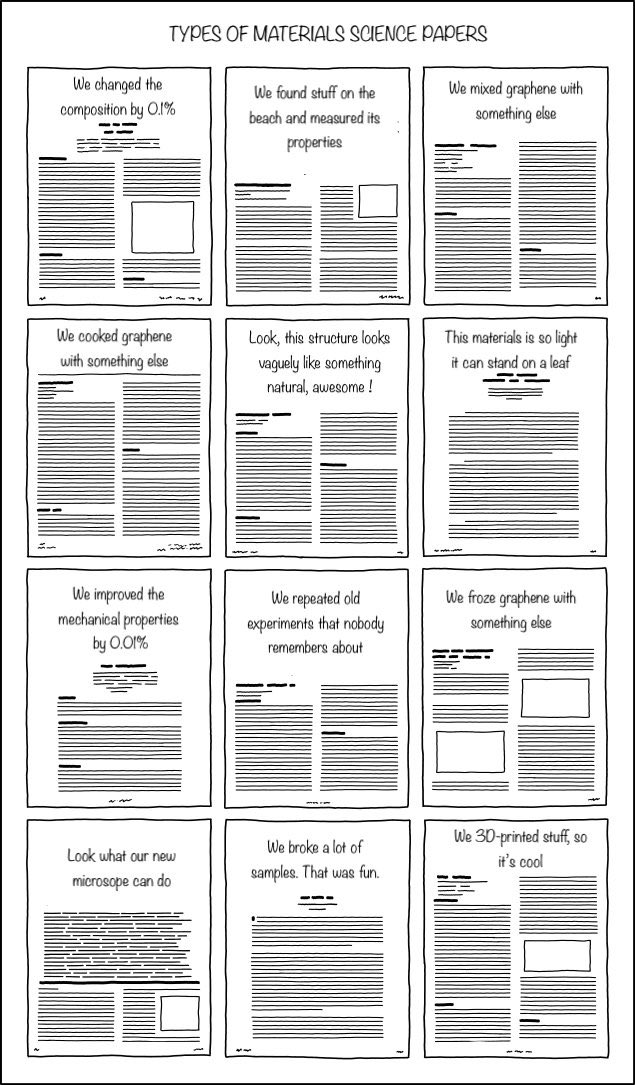 TYPES OF MATERIALS SCIENCE PAPERS
We changed the
composition by 0.1%
We found stuff on the
beach and measured its
properties
We mixed graphene with
something else
We cooked graphene
with something else
Look, this structure looks
vaguely like something
natural, awesome !
This materials is so light
it can stand on a leaf
We improved the
mechanical properties
by 0.01%
We repeated old
experiments that nobody
remembers about
We froze graphene with
something else
Look what our new
microsope can do
We broke a lot of
samples. That was fun.
We 3D-printed stuff, so
it's cool